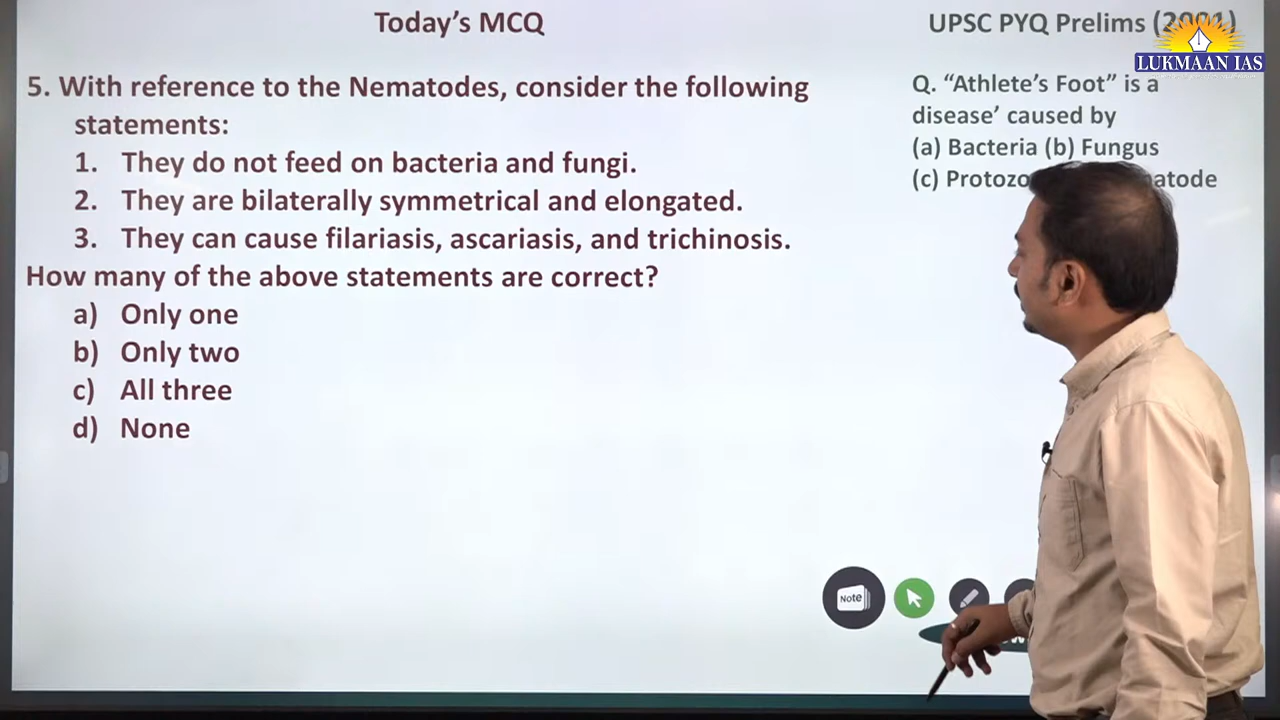 Today's MCQ
UPSC PYQ Prelims
LUKMAAN IAS
5. With reference to the Nematodes, consider the following
statements:
1. They do not feed on bacteria and fungi.
2. They are bilaterally symmetrical and elongated.
3. They can cause filariasis, ascariasis, and trichinosis.
How many of the above statements are correct?
a) Only one
b) Only two
c) All three
d) None
Q. “Athlete's Foot” is a
disease’ caused by
(a) Bacteria (b) Fungus
(c)
Note